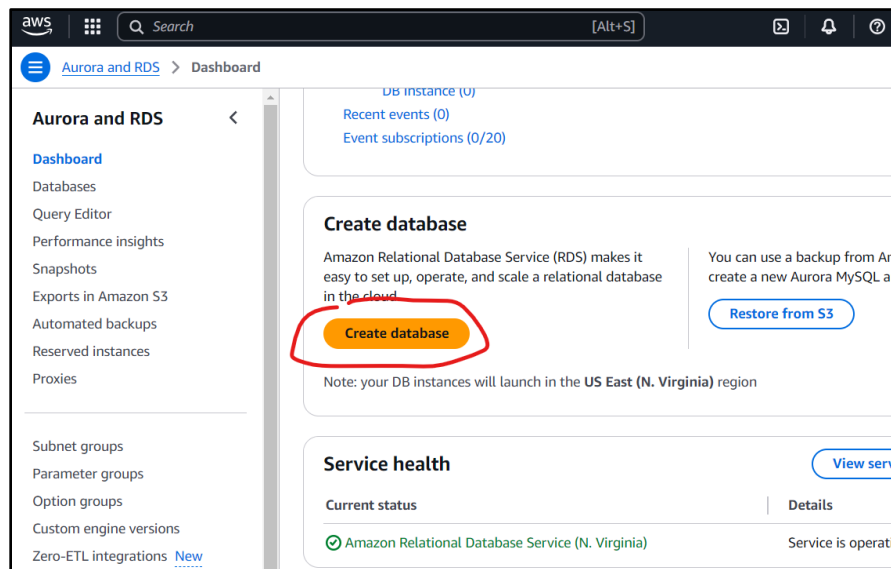 aws
Search [Alt+S]
Aurora and RDS > Dashboard
Aurora and RDS
Dashboard
Databases
Query Editor
Performance insights
Snapshots
Exports in Amazon S3
Automated backups
Reserved instances
Proxies
Subnet groups
Parameter groups
Option groups
Custom engine versions
Zero-ETL integrations New
DB Instance (0)
Recent events (0)
Event subscriptions (0/20)
Create database
Amazon Relational Database Service (RDS) makes it
easy to set up, operate, and scale a relational database
in the cloud.
Create database
You can use a backup from Am
create a new Aurora MySQL a
Restore from S3
Note: your DB instances will launch in the US East (N. Virginia) region
Service health
View serv
Current status
Details
Amazon Relational Database Service (N. Virginia)
Service is operati